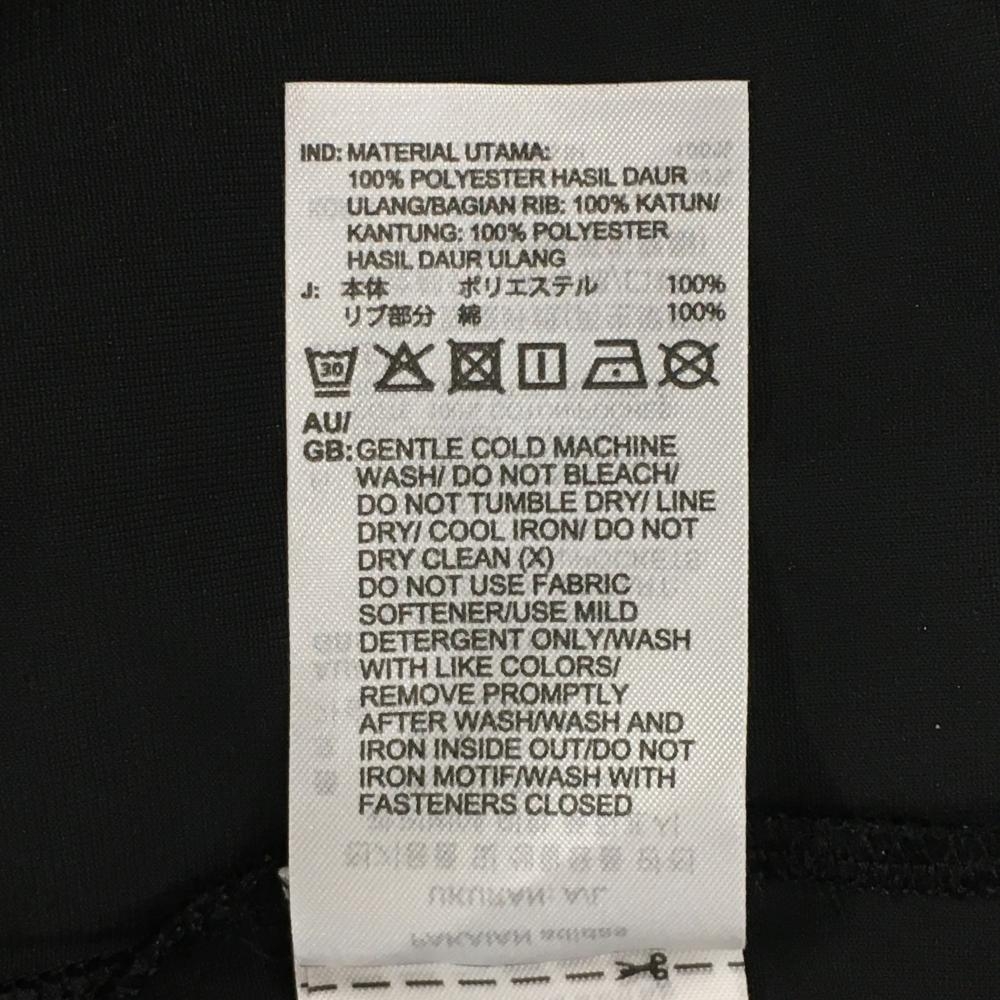 IND: MATERIAL UTAMA:
100% POLYESTER HASIL DAUR
ULANG/BAGIAN RIB: 100% KATUN/
KANTUNG: 100% POLYESTER
HASIL DAUR ULANG
J: 本体 ポリエステル 100%
リブ部分 綿 100%
30
AU/
GB: GENTLE COLD MACHINE
WASH/ DO NOT BLEACH/
DO NOT TUMBLE DRY/ LINE
DRY/ COOL IRON/ DO NOT
DRY CLEAN (X)
DO NOT USE FABRIC
SOFTENER/USE MILD
DETERGENT ONLY/WASH
WITH LIKE COLORS/
REMOVE PROMPTLY
AFTER WASH/WASH AND
IRON INSIDE OUT/DO NOT
IRON MOTIF/WASH WITH
FASTENERS CLOSED
UKURAN: A/L
PAKAIAN adidas